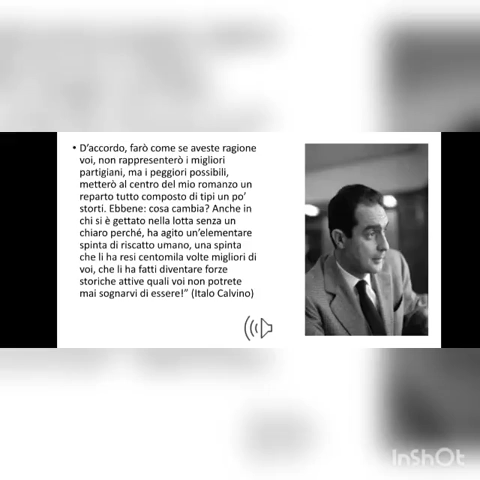 • D'accordo, farò come se aveste ragione
voi, non rappresenterò i migliori
partigiani, ma i peggiori possibili,
metterò al centro del mio romanzo un
reparto tutto composto di tipi un po'
storti. Ebbene: cosa cambia? Anche in
chi si è gettato nella lotta senza un
chiaro perché, ha agito un'elementare
spinta di riscatto umano, una spinta
che li ha resi centomila volte migliori di
voi, che li ha fatti diventare forze
storiche attive quali voi non potrete
mai sognarvi di essere!" (Italo Calvino)
InShOt